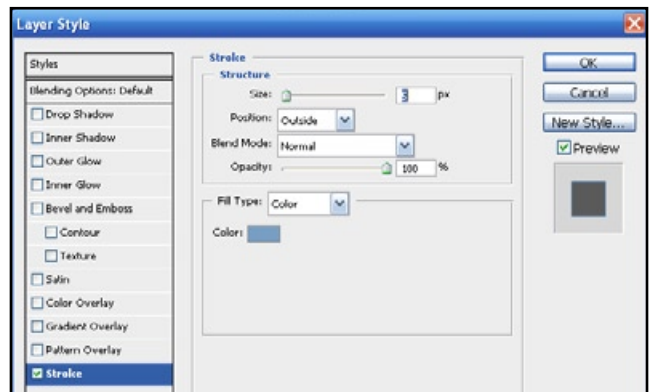 Layer Style
Styles
Blending Options: Default
Drop Shadow
Inner Shadow
Outer Glow
Inner Glow
Bevel and Emboss
Contour
Texture
Satin
Color Overlay
Gradient Overlay
Pattern Overlay
Stroke
Stroke
Structure
Size: 3 px
Position: Outside
Blend Mode: Normal
Opacity: 100 %
Fill Type: Color
Color:
OK
Cancel
New Style...
Preview